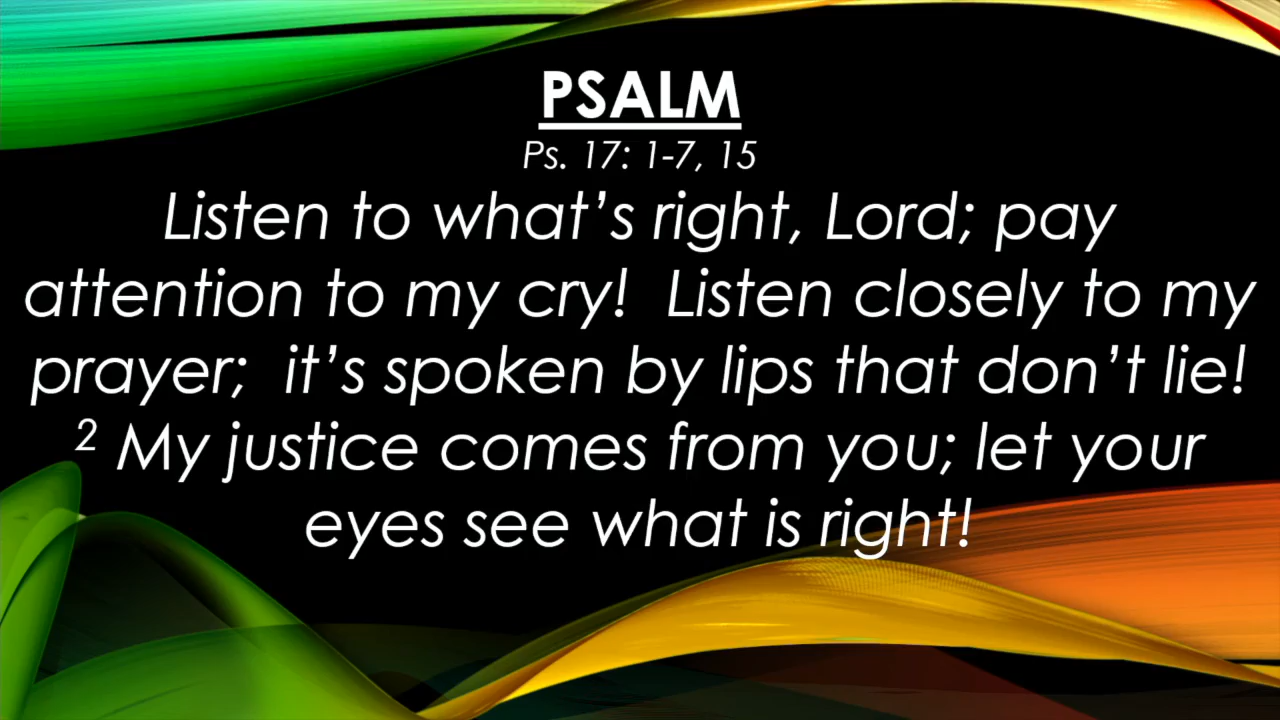 PSALM
Ps. 17: 1-7, 15
Listen to what’s right, Lord; pay
attention to my cry!  Listen closely to my
prayer;  it’s spoken by lips that don’t lie!
² My justice comes from you; let your
eyes see what is right!